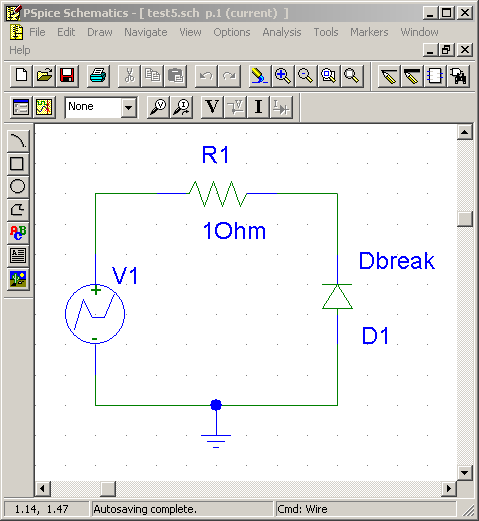 PSpice Schematics - [ test5.sch p.1 (current) ]
File Edit Draw Navigate View Options Analysis Tools Markers Window
Help
None
V I
V V I
R1
1Ohm
Dbreak
V1
+
-
D1
ABC
1.14, 1.47 Autosaving complete. Cmd: Wire